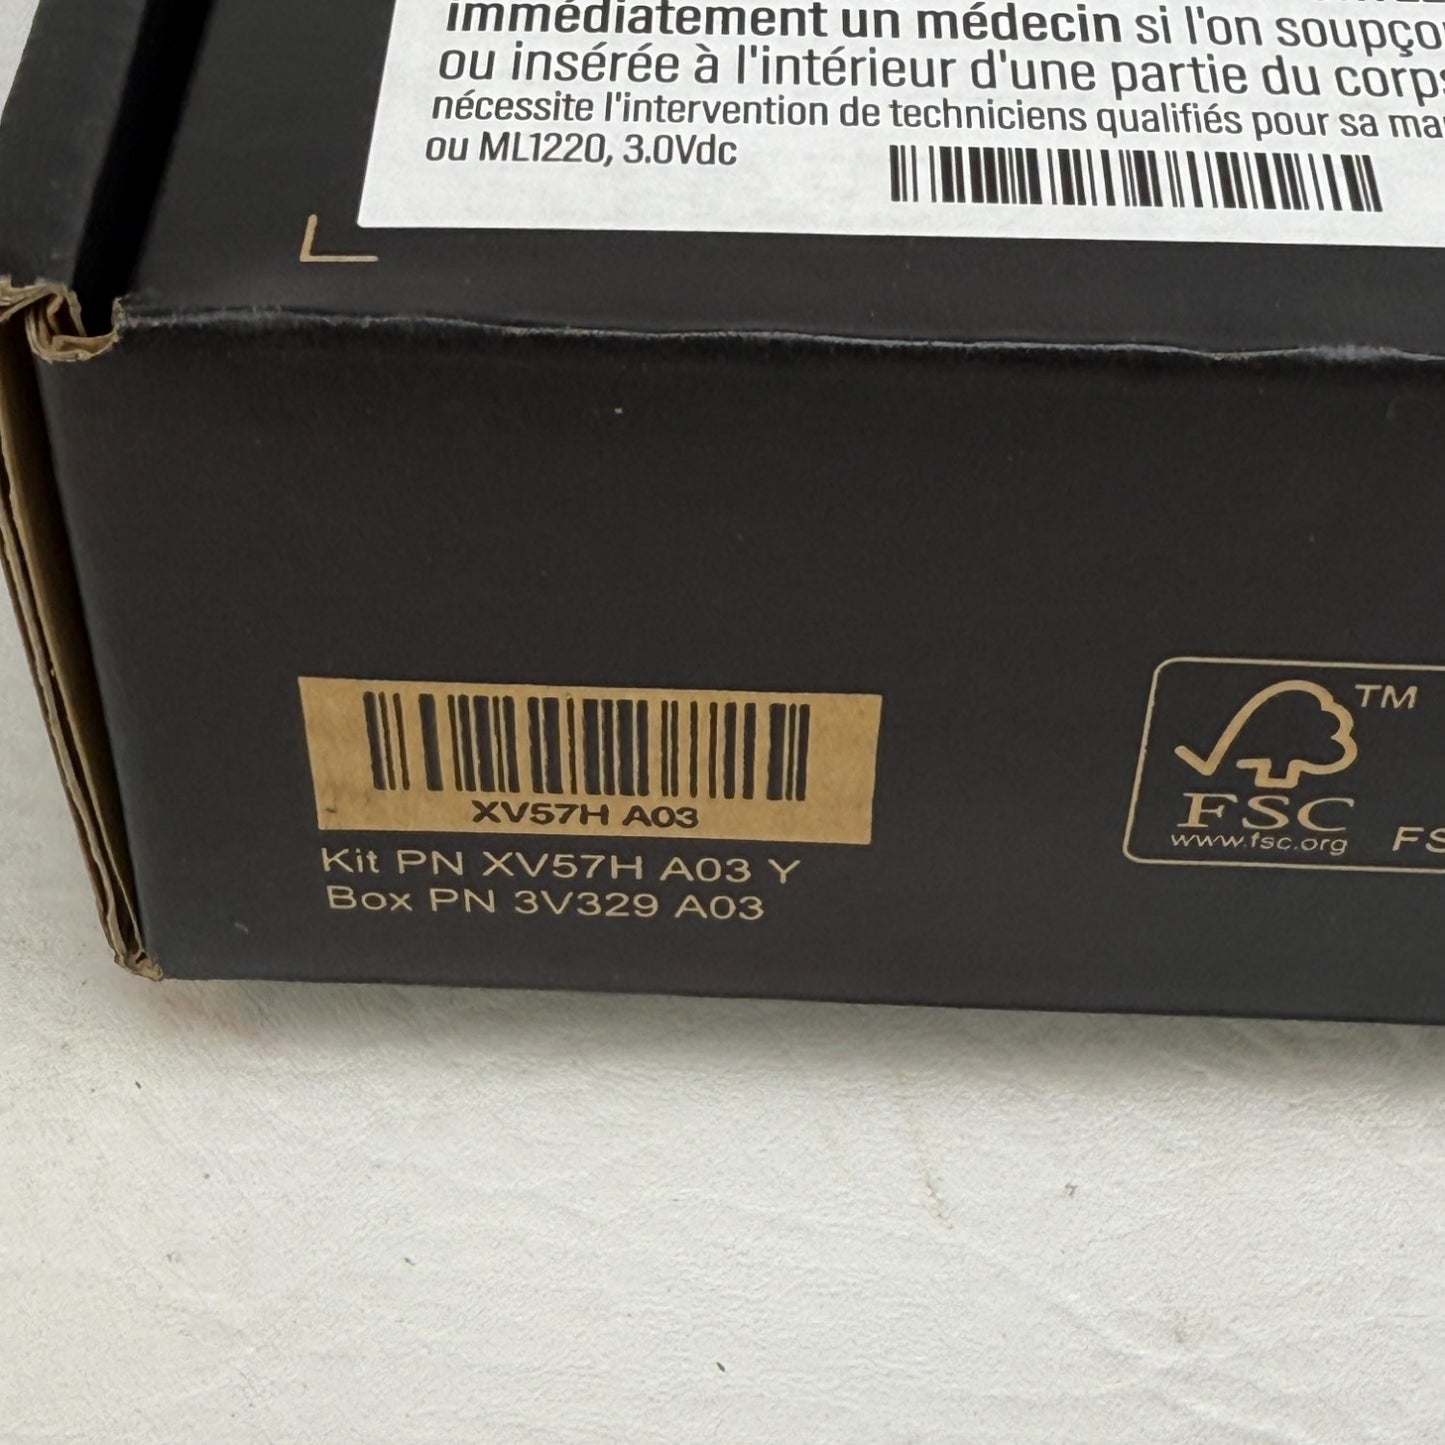 immédiatement un médecin si l'on
ou insérée à l'intérieur d'une partie du corps
nécessite l'intervention de techniciens qualifiés pour sa
ou ML1220, 3.0Vdc
XV57H A03
Kit PN XV57H A03 Y
Box PN 3V329 A03
TM
FSC
www.fsc.org